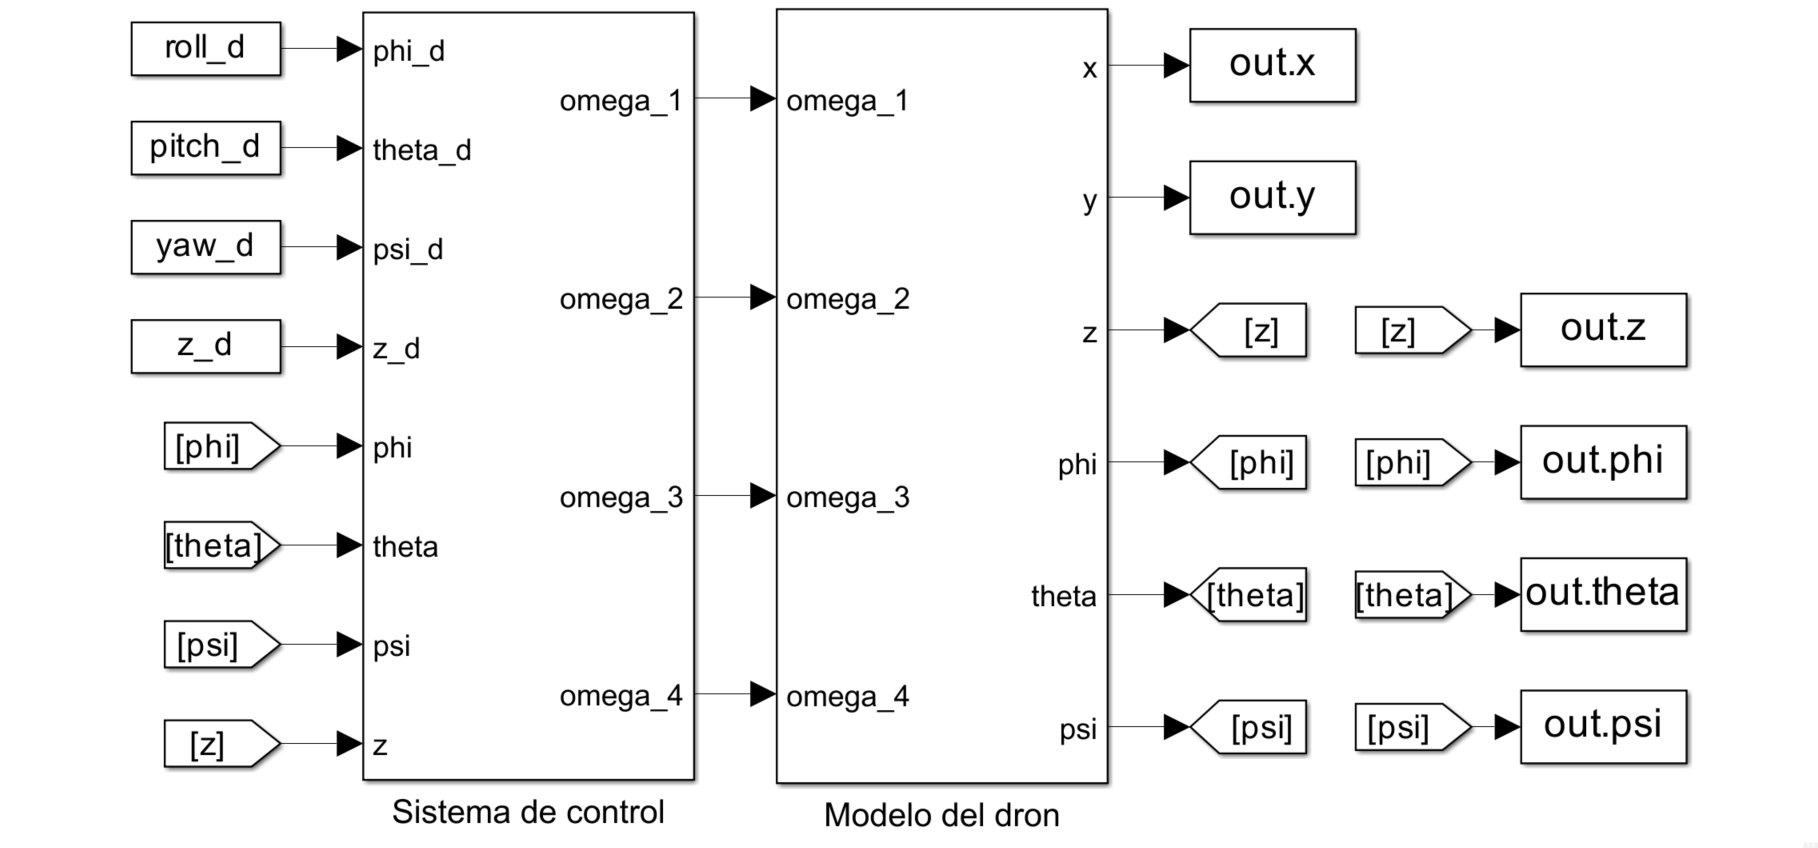 roll_d
pitch_d
yaw_d
z_d
[phi]
[theta]
[psi]
[z]
phi_d
theta_d
psi_d
z_d
phi
theta
psi
z
omega_1
omega_2
omega_3
omega_4
Sistema de control
omega_1
omega_2
omega_3
omega_4
x
y
z
phi
theta
psi
Modelo del dron
out.x
out.y
[z]
[z]
out.z
[phi]
[phi]
out.phi
[theta]
[theta]
out.theta
[psi]
[psi]
out.psi